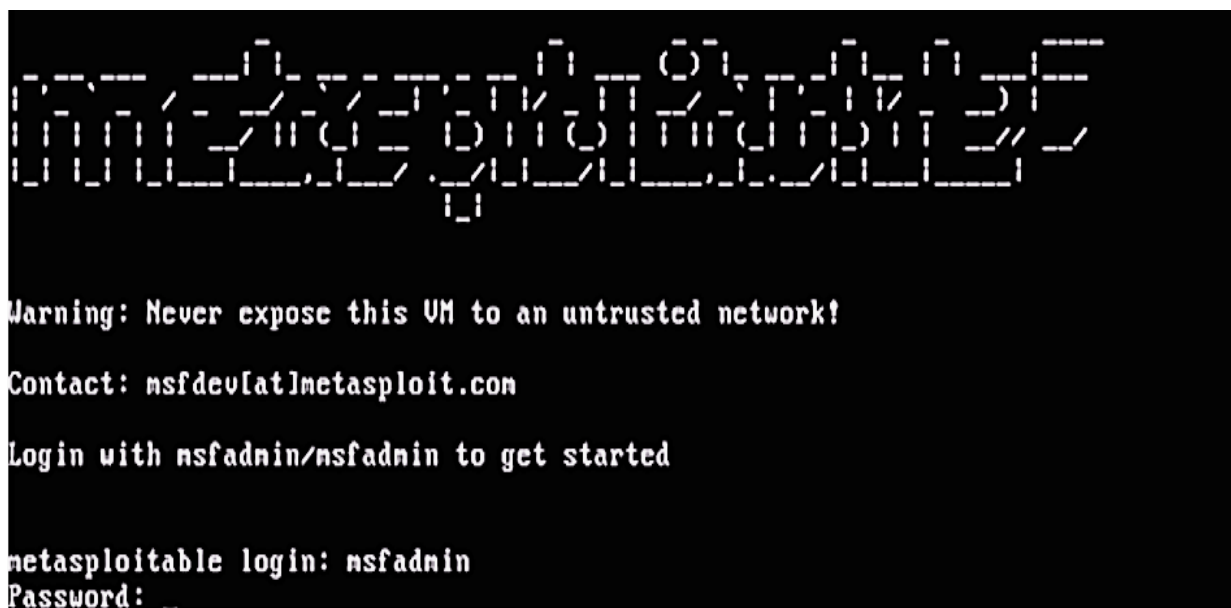 Warning: Never expose this VM to an untrusted network!
Contact: msfdev[at]metasploit.com
Login with msfadmin/msfadmin to get started
metasploitable login: msfadmin
Password: _